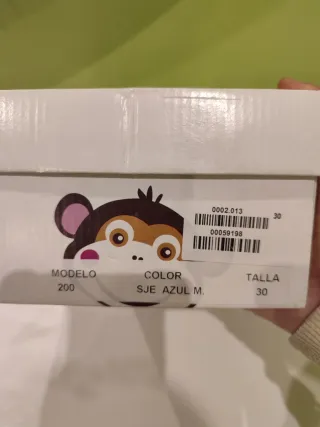 0002.013
30
00059198
MODELO COLOR TALLA
200 SJE AZUL M. 30